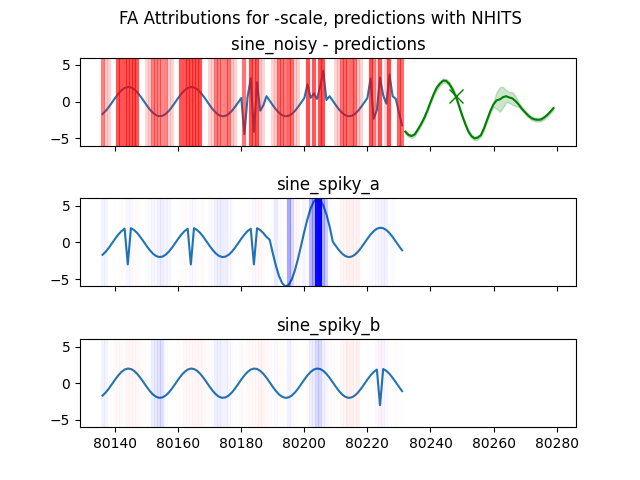 FA Attributions for -scale, predictions with NHITS
sine_noisy - predictions
5
0
−5
sine_spiky_a
5
0
−5
sine_spiky_b
5
0
−5
80140 80160 80180 80200 80220 80240 80260 80280